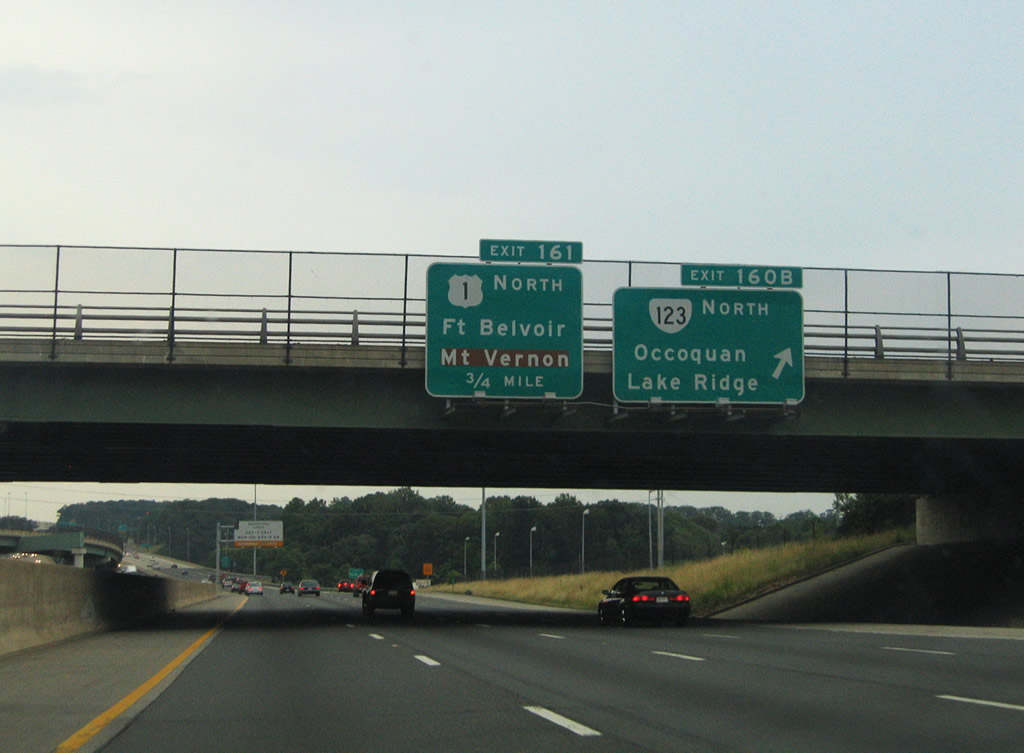 EXIT 161
1 NORTH
Ft Belvoir
Mt Vernon
3/4 MILE
EXIT 160B
123 NORTH
Occoquan
Lake Ridge